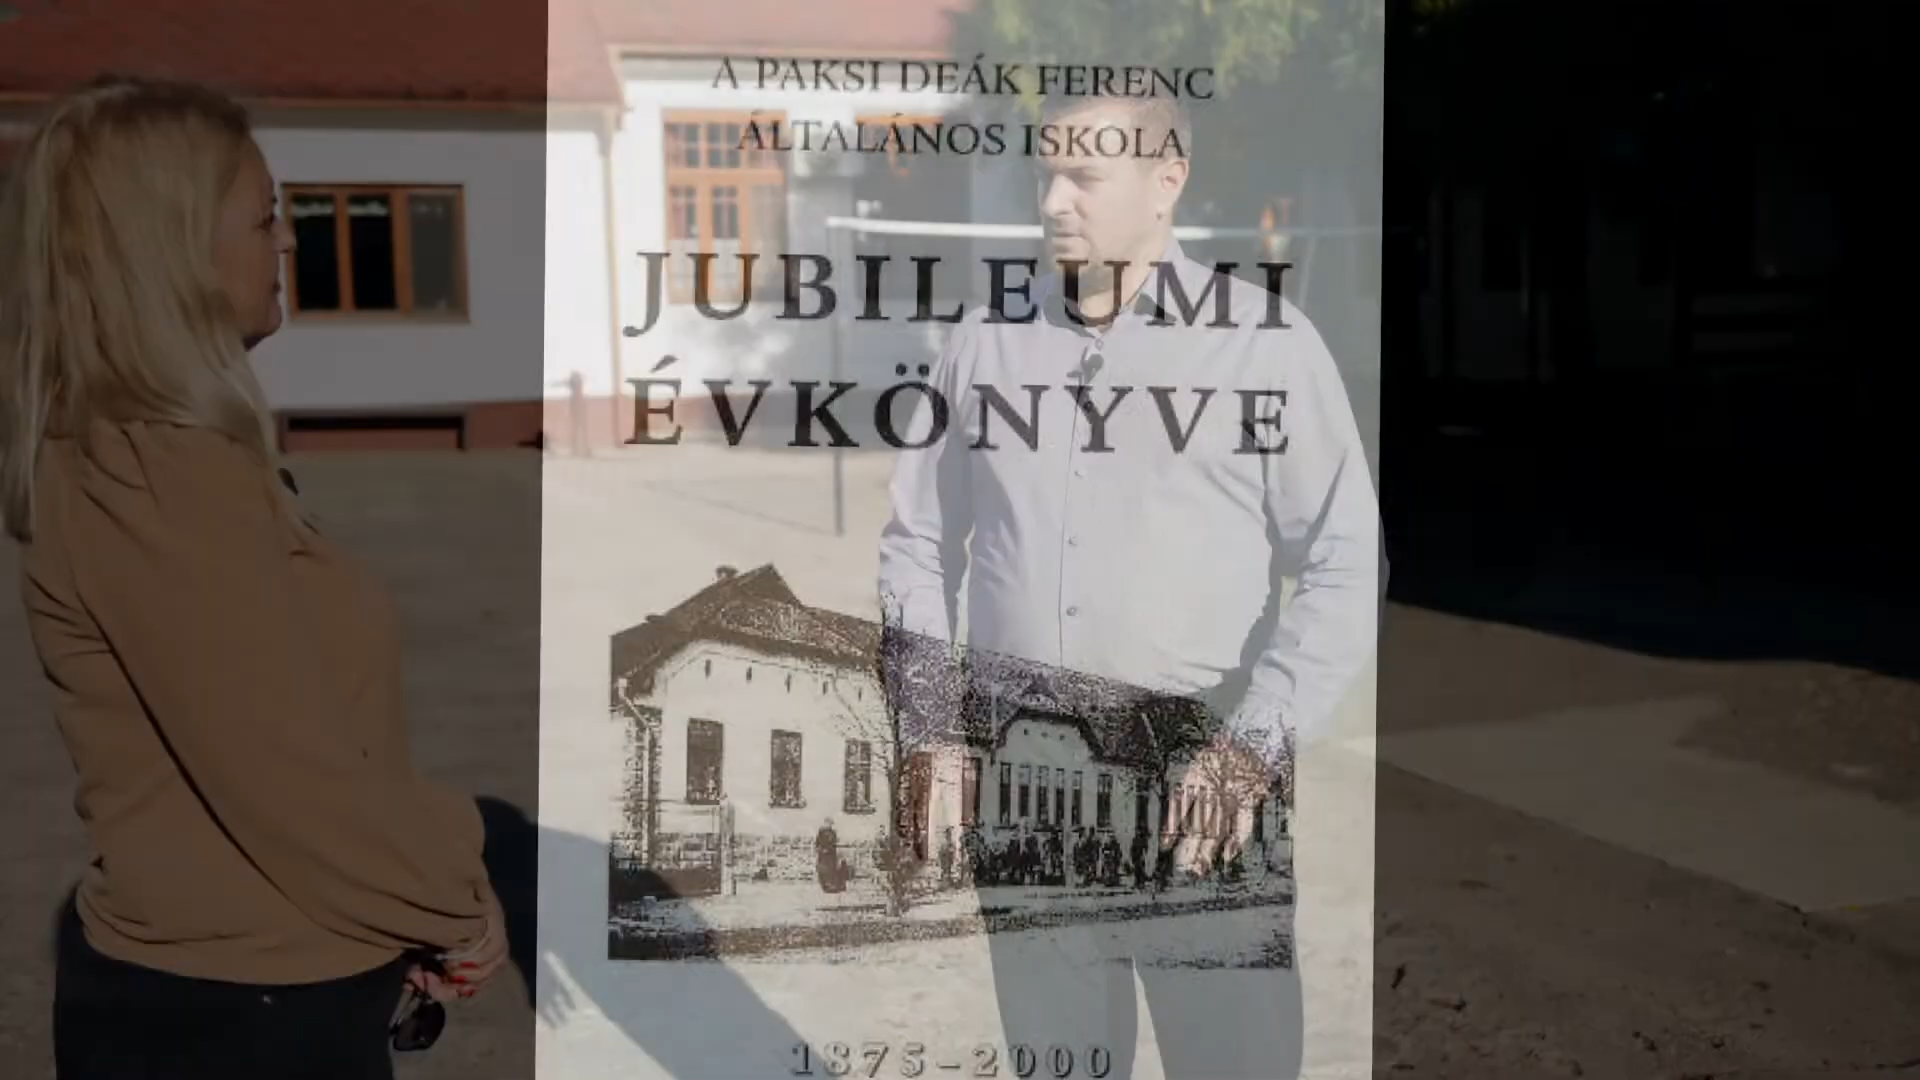 A PAKSI DEÁK FERENC
ÁLTALÁNOS ISKOLA
JUBILEUMI
ÉVKÖNYVE
1875-2000